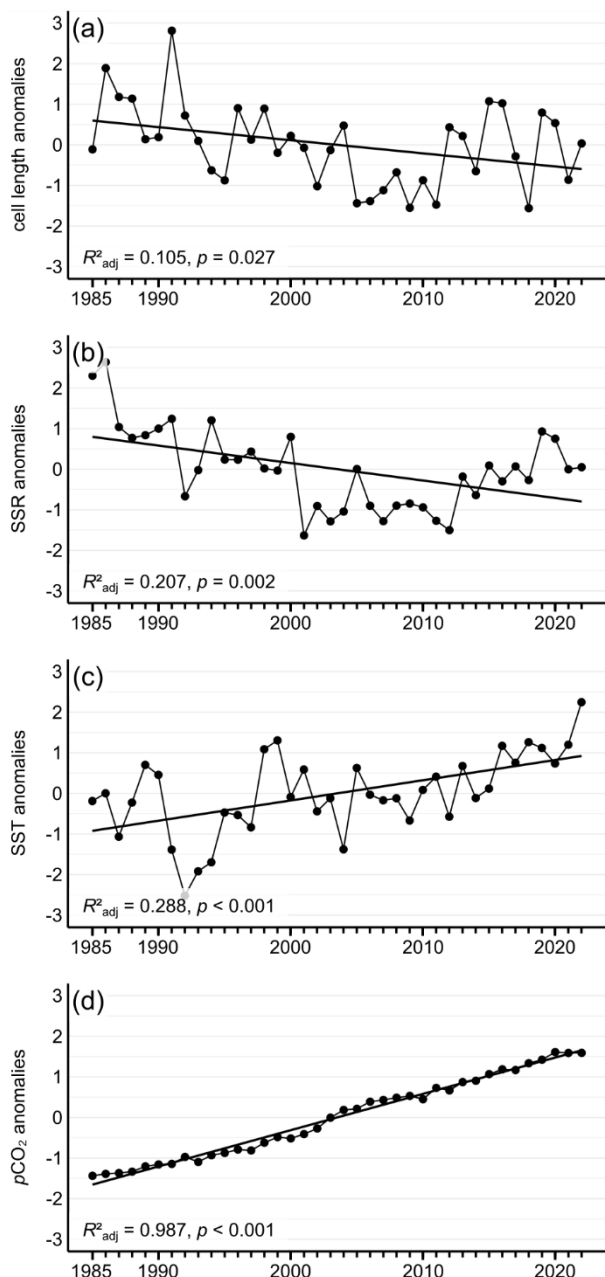 (a)
cell length anomalies
3
2
1
0
-1
-2
-3
R²adj = 0.105, p = 0.027
1985 1990 2000 2010 2020
(b)
SSR anomalies
3
2
1
0
-1
-2
-3
R²adj = 0.207, p = 0.002
1985 1990 2000 2010 2020
(c)
SST anomalies
3
2
1
0
-1
-2
-3
R²adj = 0.288, p < 0.001
1985 1990 2000 2010 2020
(d)
pCO₂ anomalies
3
2
1
0
-1
-2
-3
R²adj = 0.987, p < 0.001
1985 1990 2000 2010 2020